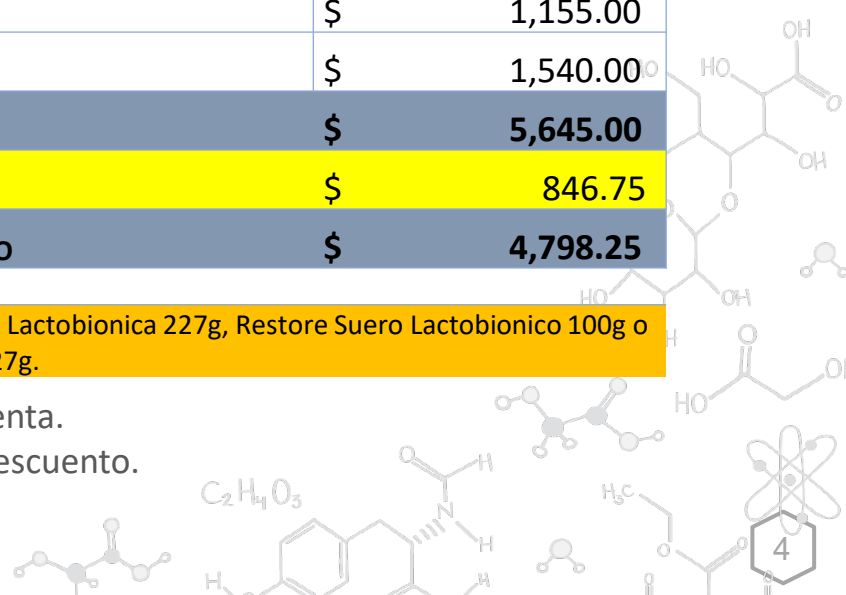 $ 1,155.00
$ 1,540.00
$ 5,645.00
$ 846.75
o $ 4,798.25
Lactobionica 227g, Restore Suero Lactobionico 100g o
27g.
enta.
escuento.
HO HO OH
O
OH
O
HO OH
O
HO
C₂H₄O₃
O
H
N
H
H₃C
O
4
H
H